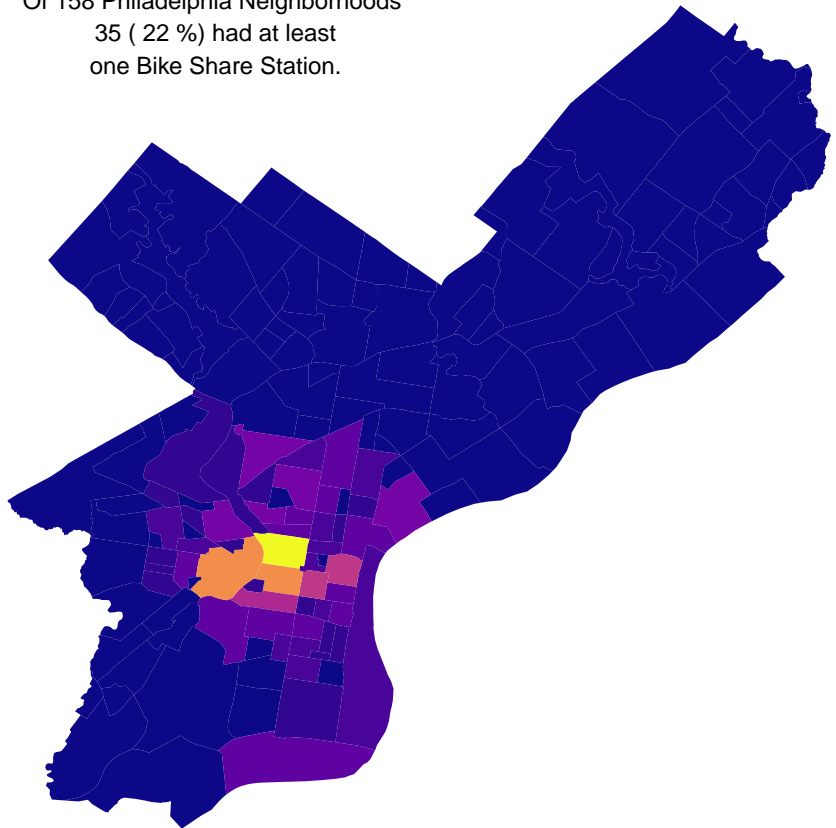 Of 158 Philadelphia Neighborhoods
35 ( 22 %) had at least
one Bike Share Station.